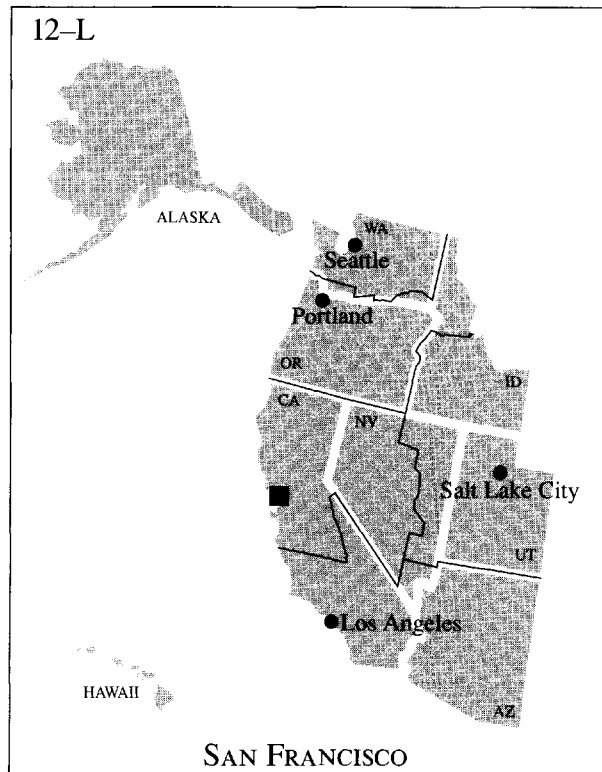 12–L
ALASKA
WA
Seattle
Portland
OR
CA
ID
NV
Salt Lake City
UT
Los Angeles
HAWAII
AZ
SAN FRANCISCO